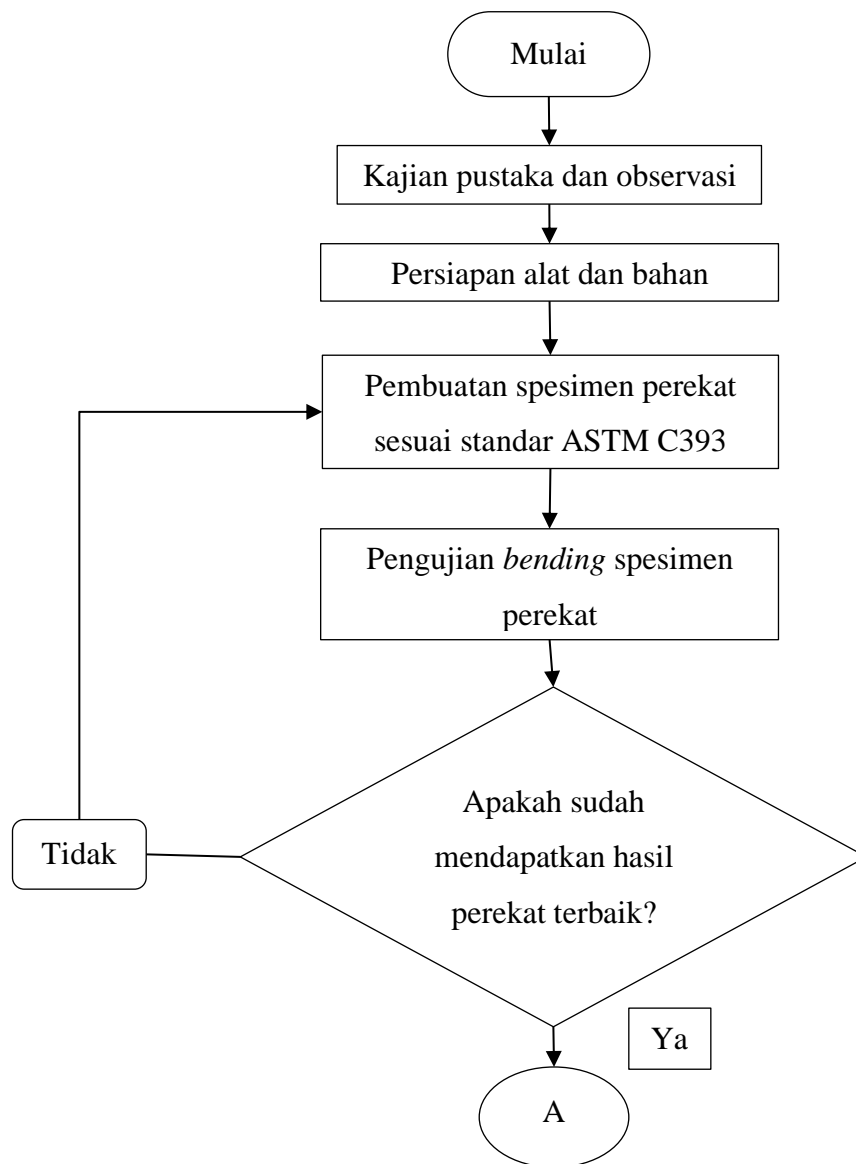 Mulai
Kajian pustaka dan observasi
Persiapan alat dan bahan
Pembuatan spesimen perekat
sesuai standar ASTM C393
Pengujian bending spesimen
perekat
Apakah sudah
mendapatkan hasil
perekat terbaik?
Tidak
Ya
A